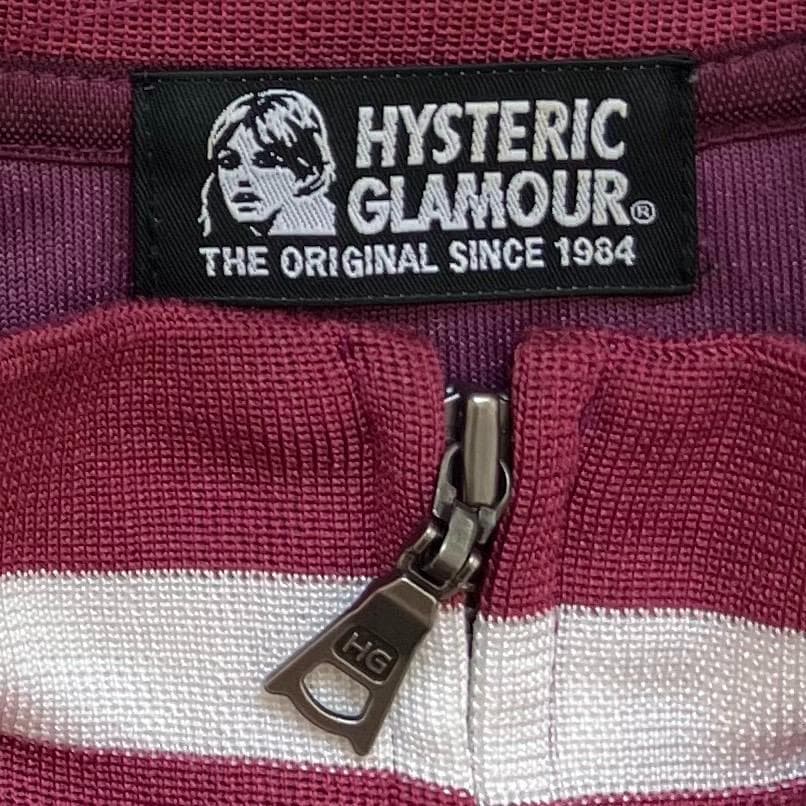 HYSTERIC
GLAMOUR®
THE ORIGINAL SINCE 1984
HG